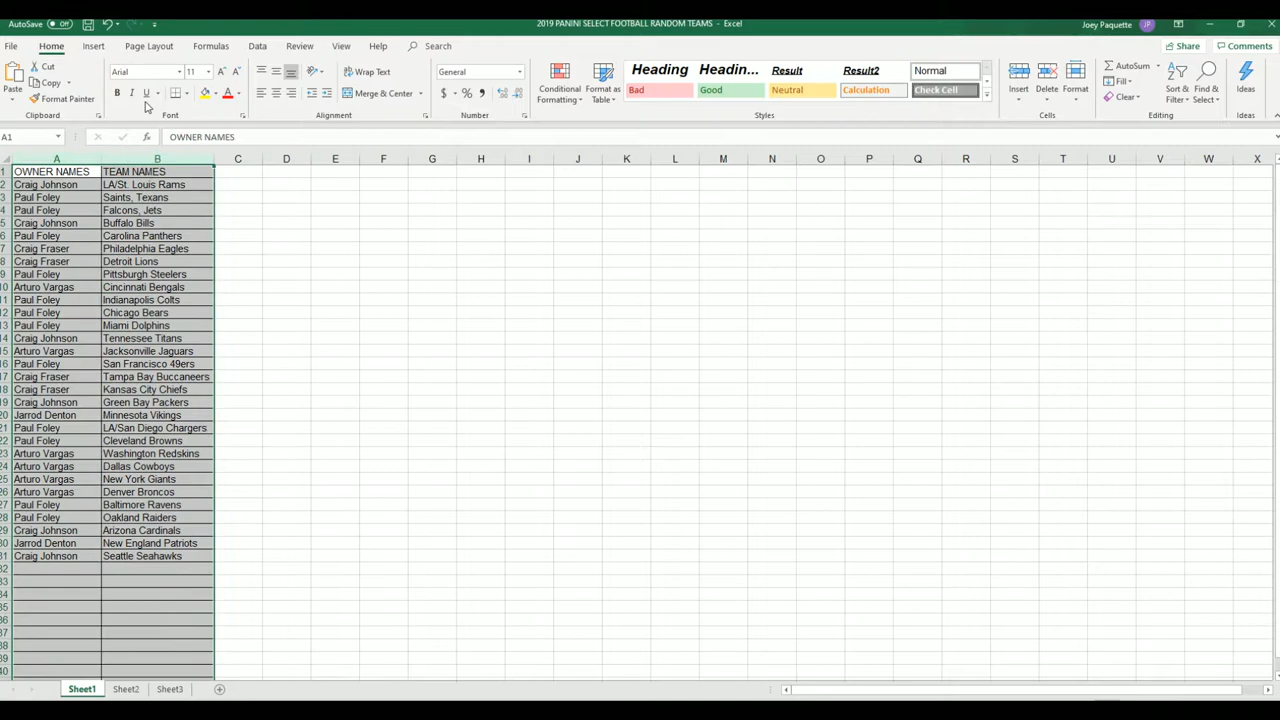 AutoSave Off 2019 PANINI SELECT FOOTBALL RANDOM TEAMS - Excel Joey Paquette JP
File Home Insert Page Layout Formulas Data Review View Help Search Share Comments
Cut
Copy
Format Painter
Paste
Clipboard
Arial 11
B I U
Font
Wrap Text
Merge & Center
Alignment
General
$ % ,
Number
Conditional Formatting
Format as Table
Heading Headin... Result Result2 Normal
Bad Good Neutral Calculation Check Cell
Styles
Insert Delete Format
Cells
AutoSum
Fill
Clear
Sort & Filter
Find & Select
Editing
Ideas
Ideas
A1 fx OWNER NAMES
A B C D E F G H I J K L M N O P Q R S T U V W X
1 OWNER NAMES TEAM NAMES
2 Craig Johnson LA/St. Louis Rams
3 Paul Foley Saints, Texans
4 Paul Foley Falcons, Jets
5 Craig Johnson Buffalo Bills
6 Paul Foley Carolina Panthers
7 Craig Fraser Philadelphia Eagles
8 Craig Fraser Detroit Lions
9 Paul Foley Pittsburgh Steelers
10 Arturo Vargas Cincinnati Bengals
11 Paul Foley Indianapolis Colts
12 Paul Foley Chicago Bears
13 Paul Foley Miami Dolphins
14 Craig Johnson Tennessee Titans
15 Arturo Vargas Jacksonville Jaguars
16 Paul Foley San Francisco 49ers
17 Craig Fraser Tampa Bay Buccaneers
18 Craig Fraser Kansas City Chiefs
19 Craig Johnson Green Bay Packers
20 Jarrod Denton Minnesota Vikings
21 Paul Foley LA/San Diego Chargers
22 Paul Foley Cleveland Browns
23 Arturo Vargas Washington Redskins
24 Arturo Vargas Dallas Cowboys
25 Arturo Vargas New York Giants
26 Arturo Vargas Denver Broncos
27 Paul Foley Baltimore Ravens
28 Paul Foley Oakland Raiders
29 Craig Johnson Arizona Cardinals
30 Jarrod Denton New England Patriots
31 Craig Johnson Seattle Seahawks
32
33
34
35
36
37
38
39
40
Sheet1 Sheet2 Sheet3